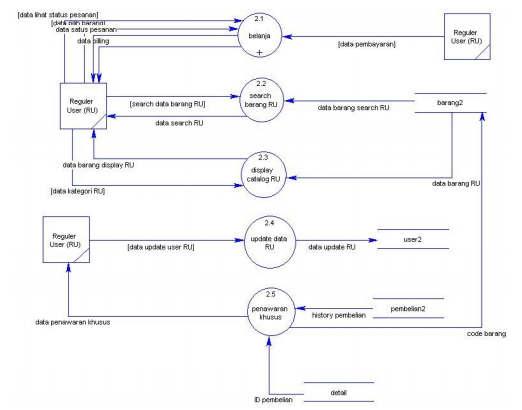 [data lihat status pesanan]
[data pilih barang]
data satus pesanan
data billing
2.1
belanja
+
[data pembayaran]
Reguler
User (RU)
Reguler
User (RU)
[search data barang RU]
data search RU
2.2
search
barang RU
data barang search RU
barang2
data barang display RU
[data kategori RU]
2.3
display
catalog RU
data barang RU
Reguler
User (RU)
[data update user RU]
2.4
update data
RU
data update RU
user2
data penawaran khusus
2.5
penawaran
khusus
history pembelian
pembelian2
code barang
ID pembelian
detail